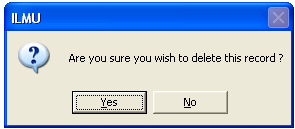 ILMU
Are you sure you wish to delete this record ?
Yes No